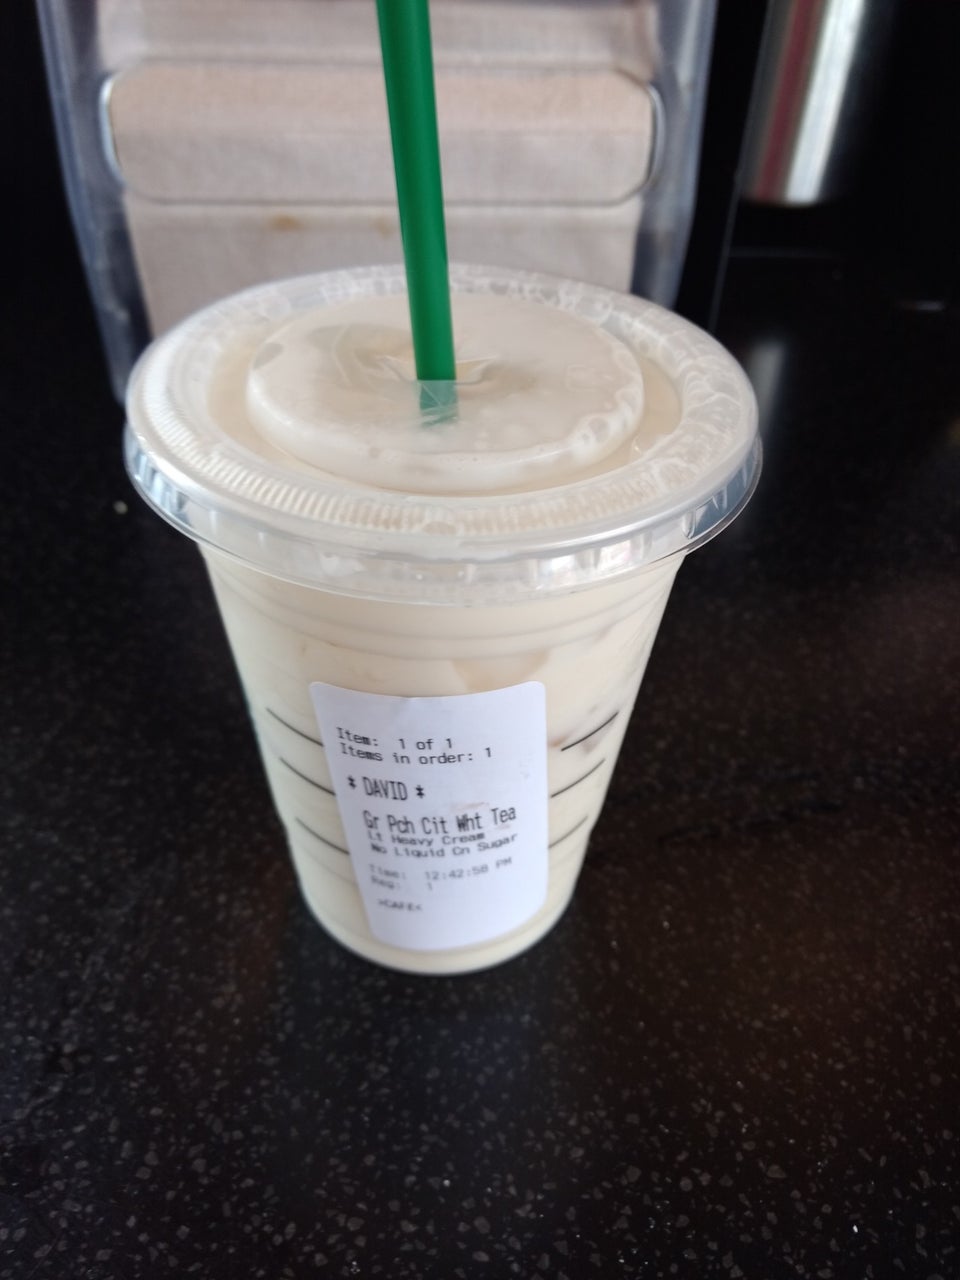 Item: 1 of 1
Items in order: 1
* DAVID *
Gr Pch Cit Wht Tea
Lt Heavy Cream
No Liquid Cn Sugar
Time: 12:42:58 PM
Reg: 1
>CAFE<